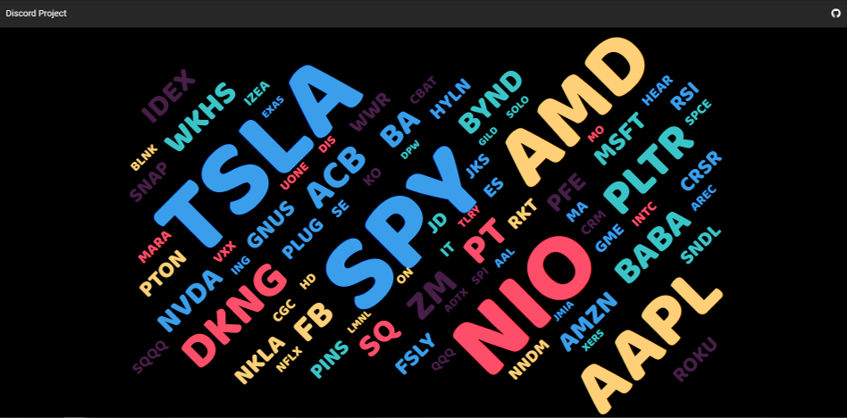 Discord Project
IDEX
WKHS
IZEA
EXAS
TSLA
BLNK
SNAP
UONE
DIS
WWR
CBAT
HYLN
BA
DPW
BYND
GILD
SOLO
AMD
HEAR
RSI
SPCE
MO
MSFT
PLTR
CRSR
AREC
MARA
PTON
VXX
ING
GNUS
PLUG
SE
ACB
KO
SPY
JKS
ES
JD
TLRY
IT
PT
RKT
PFE
MA
CRM
GME
INTC
BABA
SNDL
NVDA
DKNG
CGC
HD
FB
LMNL
ON
ZM
ADTX
SPI
AAL
NIO
JMIA
AMZN
XERS
AAPL
ROKU
SQQQ
NKLA
NFLX
PINS
SQ
FSLY
QQQ
NNDM